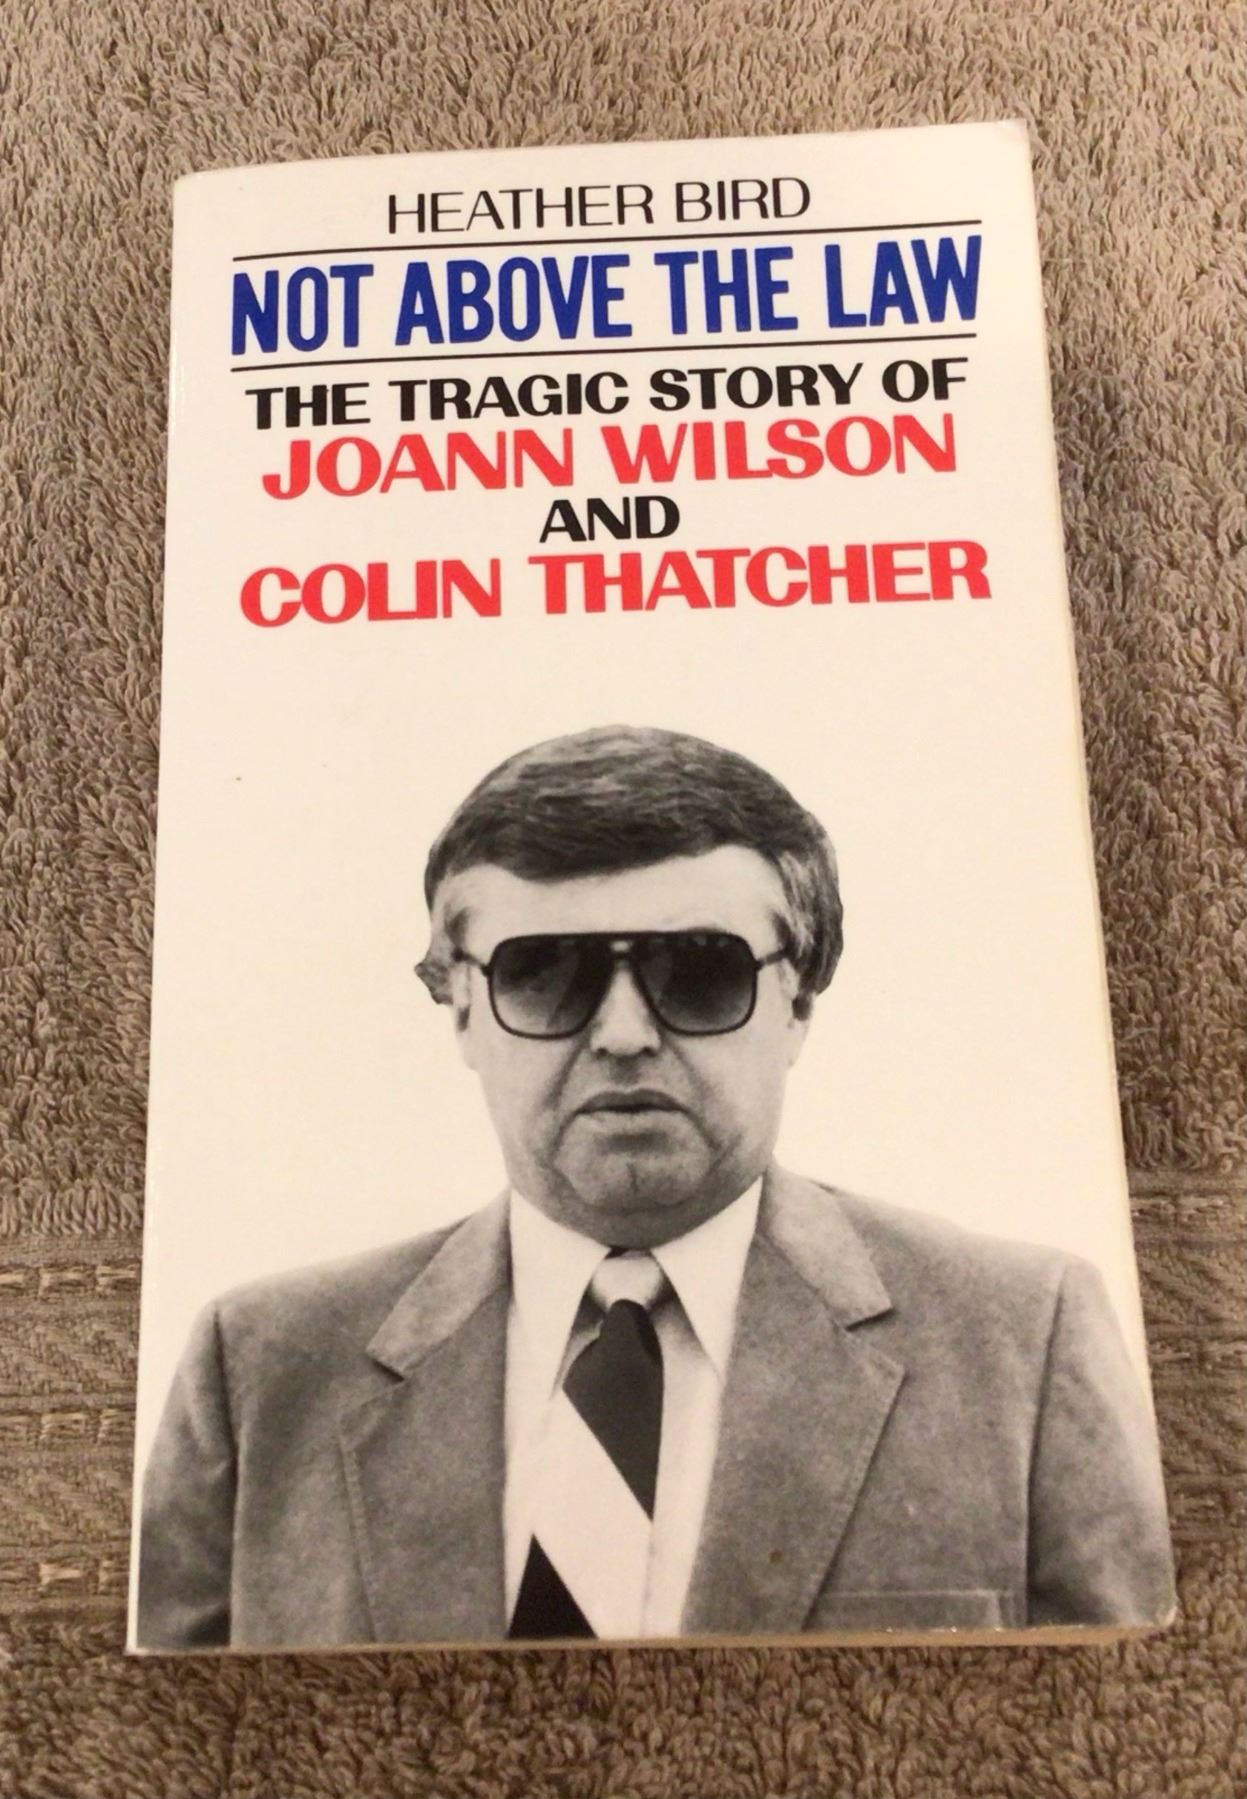 HEATHER BIRD
NOT ABOVE THE LAW
THE TRAGIC STORY OF
JOANN WILSON
AND
COLIN THATCHER